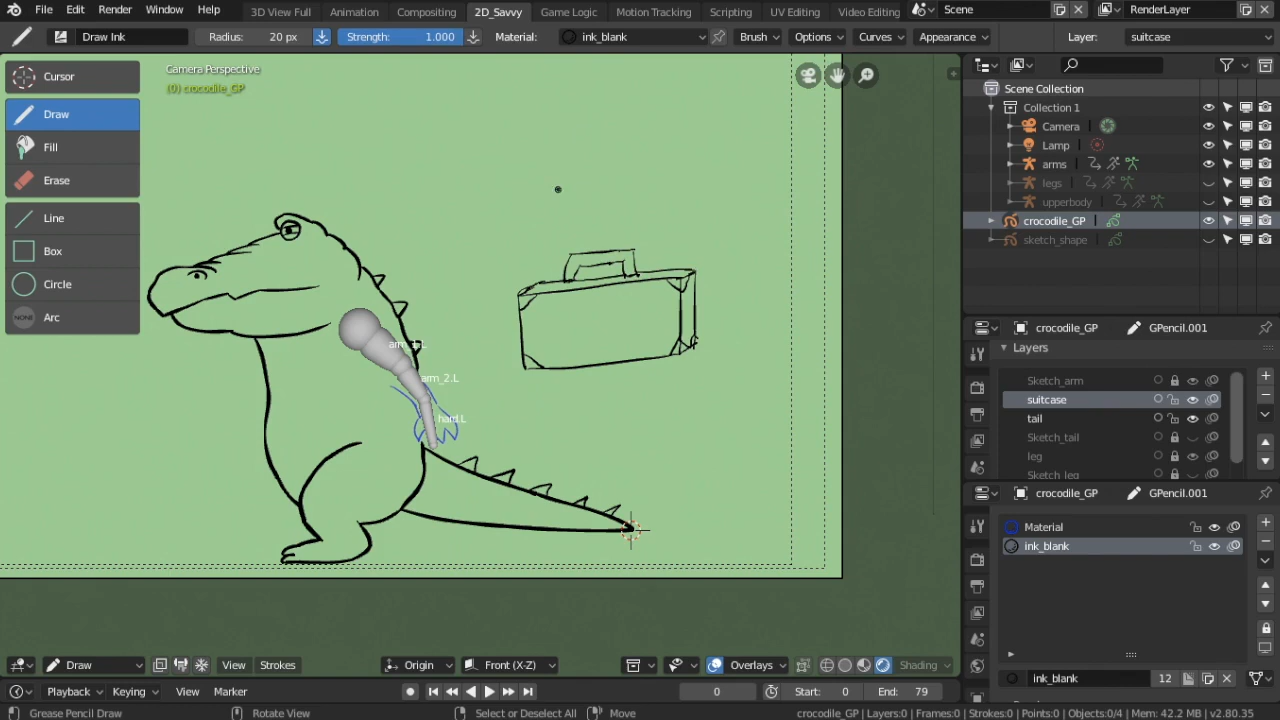 File Edit Render Window Help 3D View Full Animation Compositing 2D_Savvy Game Logic Motion Tracking Scripting UV Editing Video Editing Scene RenderLayer
Draw Ink Radius: 20 px Strength: 1.000 Material: ink_blank Brush Options Curves Appearance Layer: suitcase
Cursor
Draw
Fill
Erase
Line
Box
Circle
NONE Arc
Camera Perspective
(0) crocodile_GP
arm_2.L
hand.L
Scene Collection
Collection 1
Camera
Lamp
arms
legs
upperbody
crocodile_GP
sketch_shape
crocodile_GP GPencil.001
Layers
Sketch_arm
suitcase
tail
Sketch_tail
leg
Sketch_leg
crocodile_GP GPencil.001
Material
ink_blank
ink_blank 12
Draw View Strokes Origin Front (X-Z) Overlays Shading
Playback Keying View Marker 0 Start: 0 End: 79
Grease Pencil Draw Rotate View Select or Deselect All Move crocodile_GP | Layers:0 | Frames:0 | Strokes:0 | Points:0 | Objects:0/4 | Mem: 42.2 MB | v2.80.35